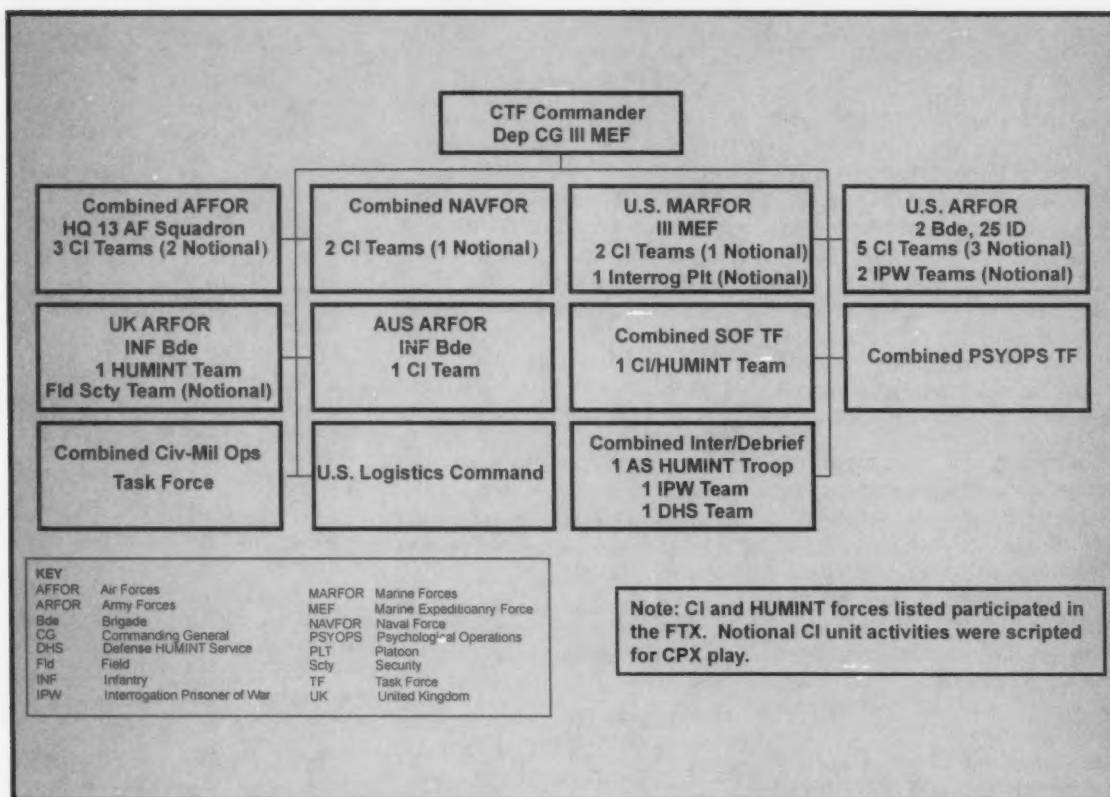 CTF Commander
Dep CG III MEF
Combined AFFOR
HQ 13 AF Squadron
3 CI Teams (2 Notional)
Combined NAVFOR
2 CI Teams (1 Notional)
U.S. MARFOR
III MEF
2 CI Teams (1 Notional)
1 Interrog Plt (Notional)
U.S. ARFOR
2 Bde, 25 ID
5 CI Teams (3 Notional)
2 IPW Teams (Notional)
UK ARFOR
INF Bde
1 HUMINT Team
Fld Scty Team (Notional)
AUS ARFOR
INF Bde
1 CI Team
Combined SOF TF
1 CI/HUMINT Team
Combined PSYOPS TF
Combined Civ-Mil Ops
Task Force
U.S. Logistics Command
Combined Inter/Debrief
1 AS HUMINT Troop
1 IPW Team
1 DHS Team
KEY
AFFOR Air Forces
ARFOR Army Forces
Bde Brigade
CG Commanding General
DHS Defense HUMINT Service
Fld Field
INF Infantry
IPW Interrogation Prisoner of War
MARFOR Marine Forces
MEF Marine Expeditioanry Force
NAVFOR Naval Force
PSYOPS Psychological Operations
PLT Platoon
Scty Security
TF Task Force
UK United Kingdom
Note: CI and HUMINT forces listed participated in
the FTX. Notional CI unit activities were scripted
for CPX play.